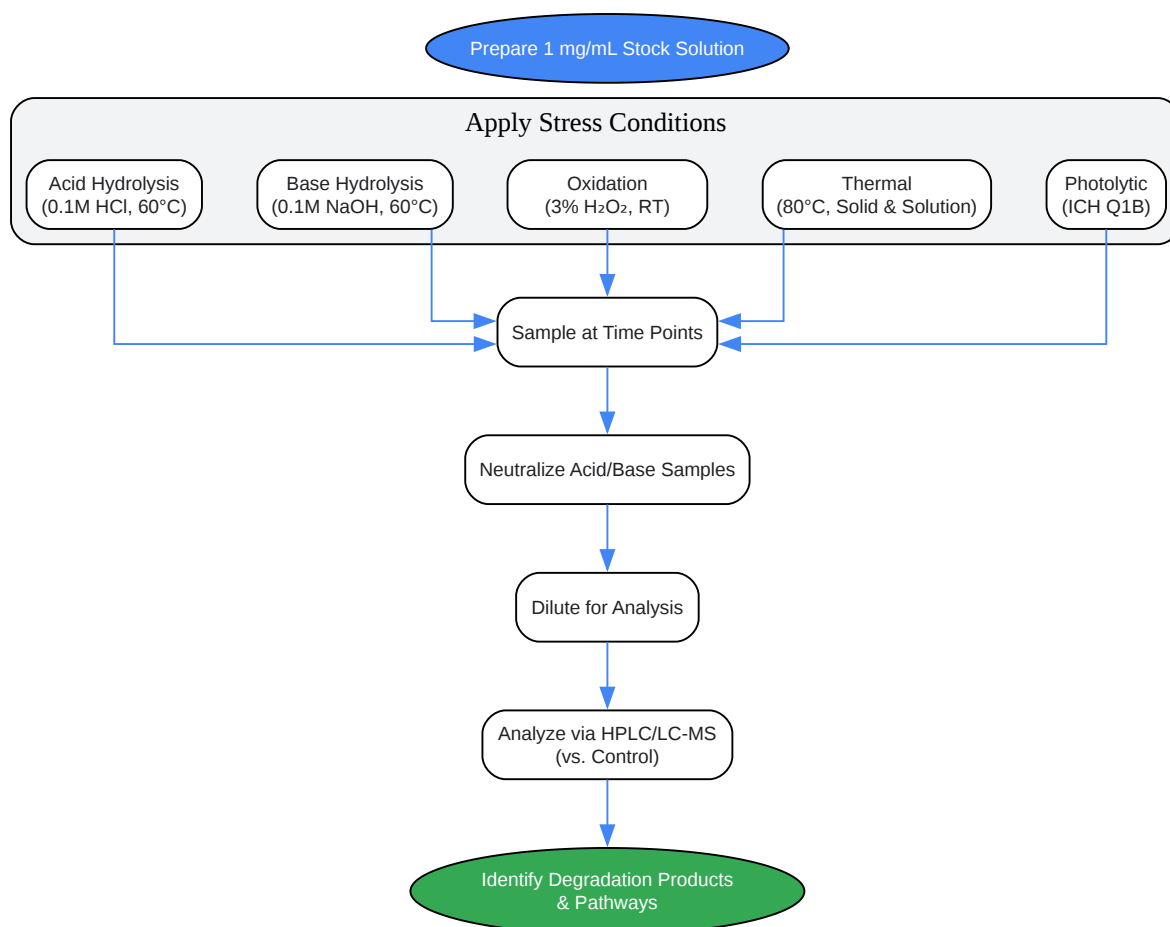 Prepare 1 mg/mL Stock Solution
Apply Stress Conditions
Acid Hydrolysis
(0.1M HCl, 60°C)
Base Hydrolysis
(0.1M NaOH, 60°C)
Oxidation
(3% H₂O₂, RT)
Thermal
(80°C, Solid & Solution)
Photolytic
(ICH Q1B)
Sample at Time Points
Neutralize Acid/Base Samples
Dilute for Analysis
Analyze via HPLC/LC-MS
(vs. Control)
Identify Degradation Products
& Pathways